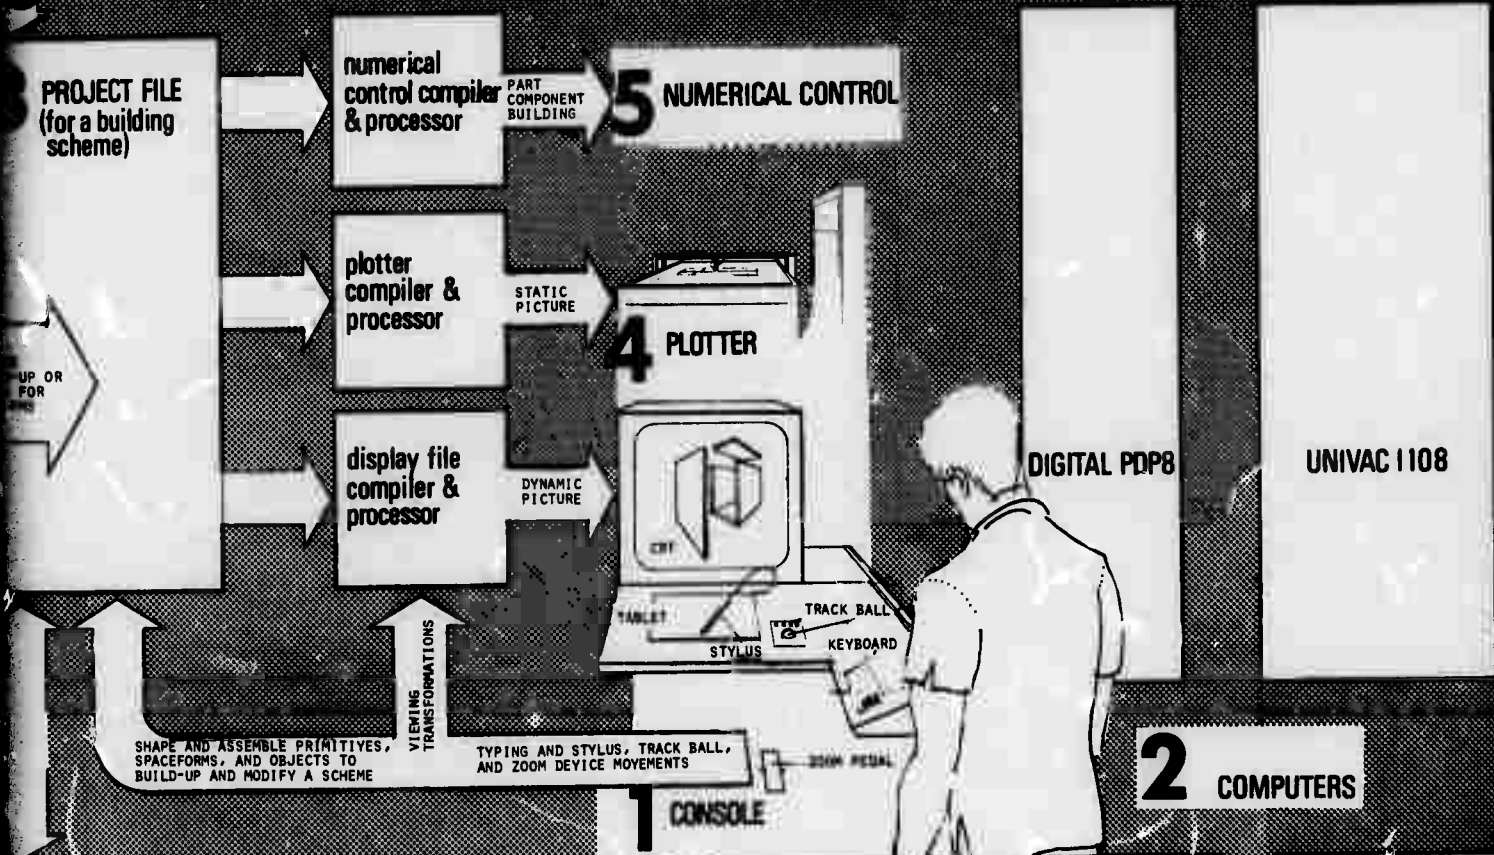 3 PROJECT FILE
(for a building
scheme)
numerical
control compiler
& processor
PART
COMPONENT
BUILDING
5 NUMERICAL CONTROL
plotter
compiler &
processor
STATIC
PICTURE
4 PLOTTER
UP OR
FOR
display file
compiler &
processor
DYNAMIC
PICTURE
CRT
TABLET
STYLUS
TRACK BALL
KEYBOARD
DIGITAL PDP8
UNIVAC 1108
VIEWING
TRANSFORMATIONS
SHAPE AND ASSEMBLE PRIMITIVES,
SPACEFORMS, AND OBJECTS TO
BUILD-UP AND MODIFY A SCHEME
TYPING AND STYLUS, TRACK BALL,
AND ZOOM DEVICE MOVEMENTS
ZOOM PEDAL
1 CONSOLE
2 COMPUTERS